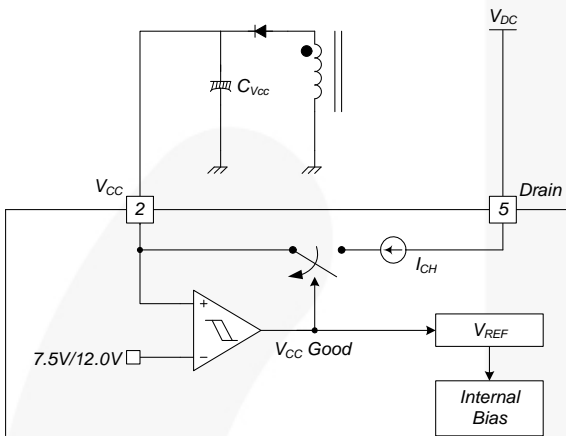 V_DC
C_Vcc
V_CC
Drain
2
5
I_CH
+
7.5V/12.0V
−
V_CC Good
V_REF
Internal
Bias